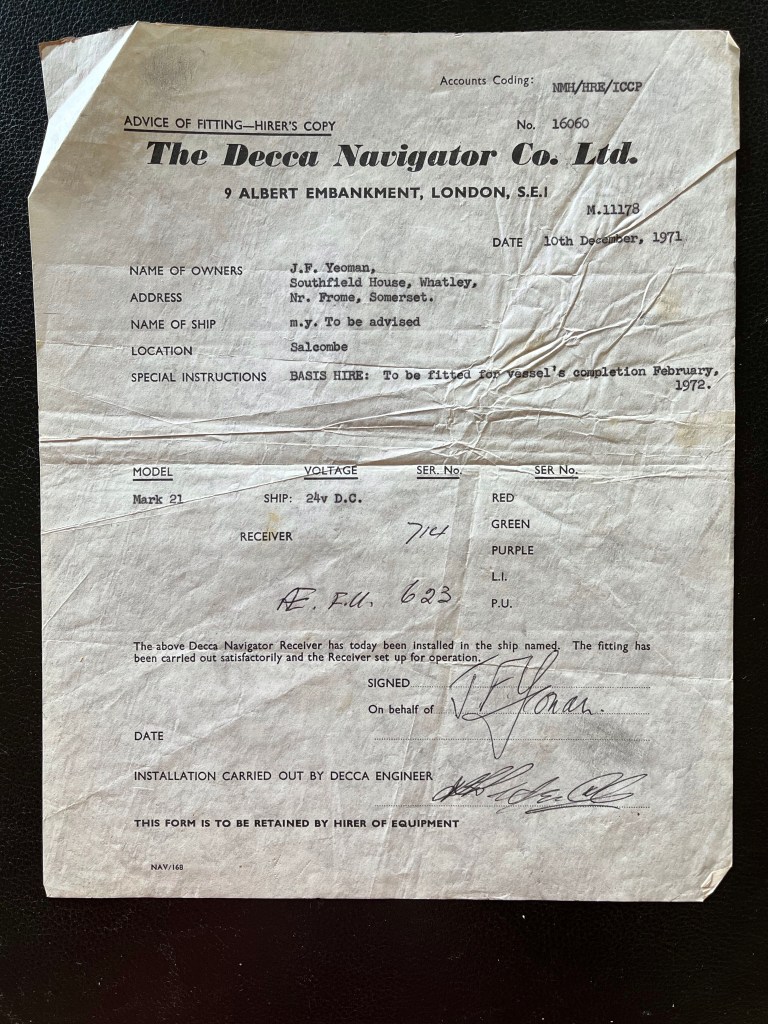 Accounts Coding: NMH/HRE/ICCP
ADVICE OF FITTING—HIRER'S COPY No. 16060
The Decca Navigator Co. Ltd.
9 ALBERT EMBANKMENT, LONDON, S.E.1
M.11178
DATE 10th December, 1971
NAME OF OWNERS J.F. Yeoman,
Southfield House, Whatley,
ADDRESS Nr. Frome, Somerset.
NAME OF SHIP m.y. To be advised
LOCATION Salcombe
SPECIAL INSTRUCTIONS BASIS HIRE: To be fitted for vessel's completion February,
1972.
MODEL VOLTAGE SER. No. SER No.
Mark 21 SHIP: 24v D.C. RED
RECEIVER 714 GREEN
PURPLE
L.I.
AE. F.U. 623 P.U.
The above Decca Navigator Receiver has today been installed in the ship named. The fitting has
been carried out satisfactorily and the Receiver set up for operation.
SIGNED
On behalf of
DATE
INSTALLATION CARRIED OUT BY DECCA ENGINEER
THIS FORM IS TO BE RETAINED BY HIRER OF EQUIPMENT
NAV/168